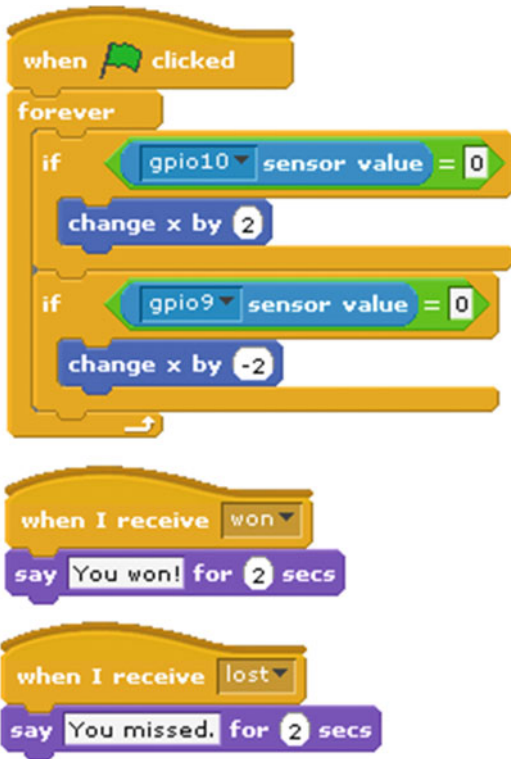 when clicked
forever
if gpio10 sensor value = 0
change x by 2
if gpio9 sensor value = 0
change x by -2
when I receive won
say You won! for 2 secs
when I receive lost
say You missed. for 2 secs